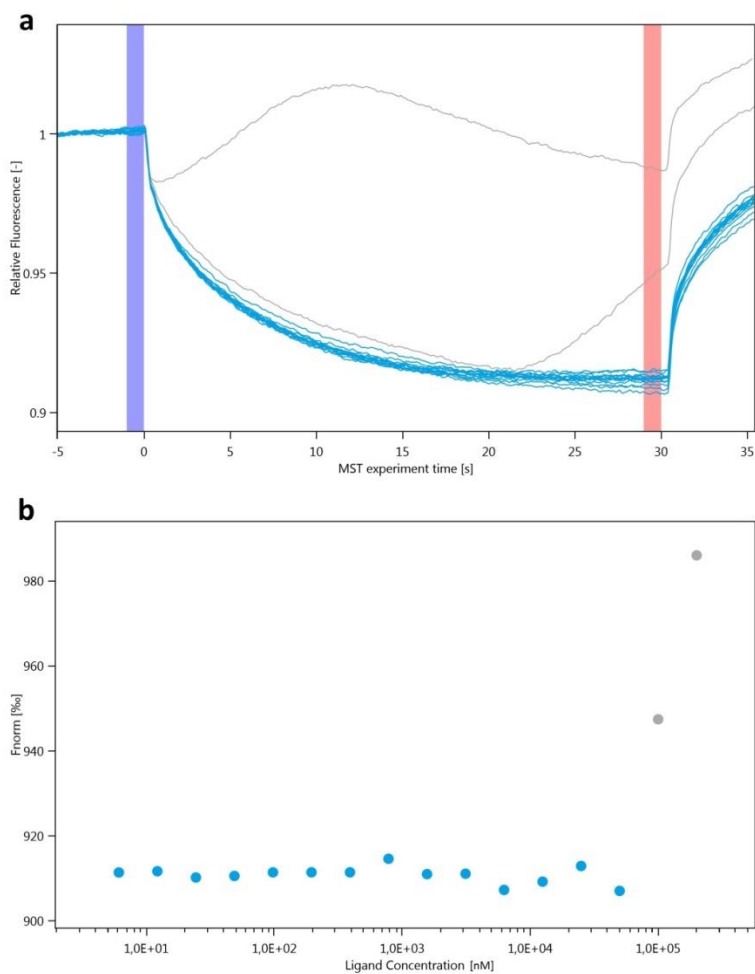 a
1
0.95
0.9
Relative Fluorescence [-]
-5 0 5 10 15 20 25 30 35
MST experiment time [s]
b
980
960
940
920
900
Fnorm [‰]
1,0E+01 1,0E+02 1,0E+03 1,0E+04 1,0E+05
Ligand Concentration [nM]